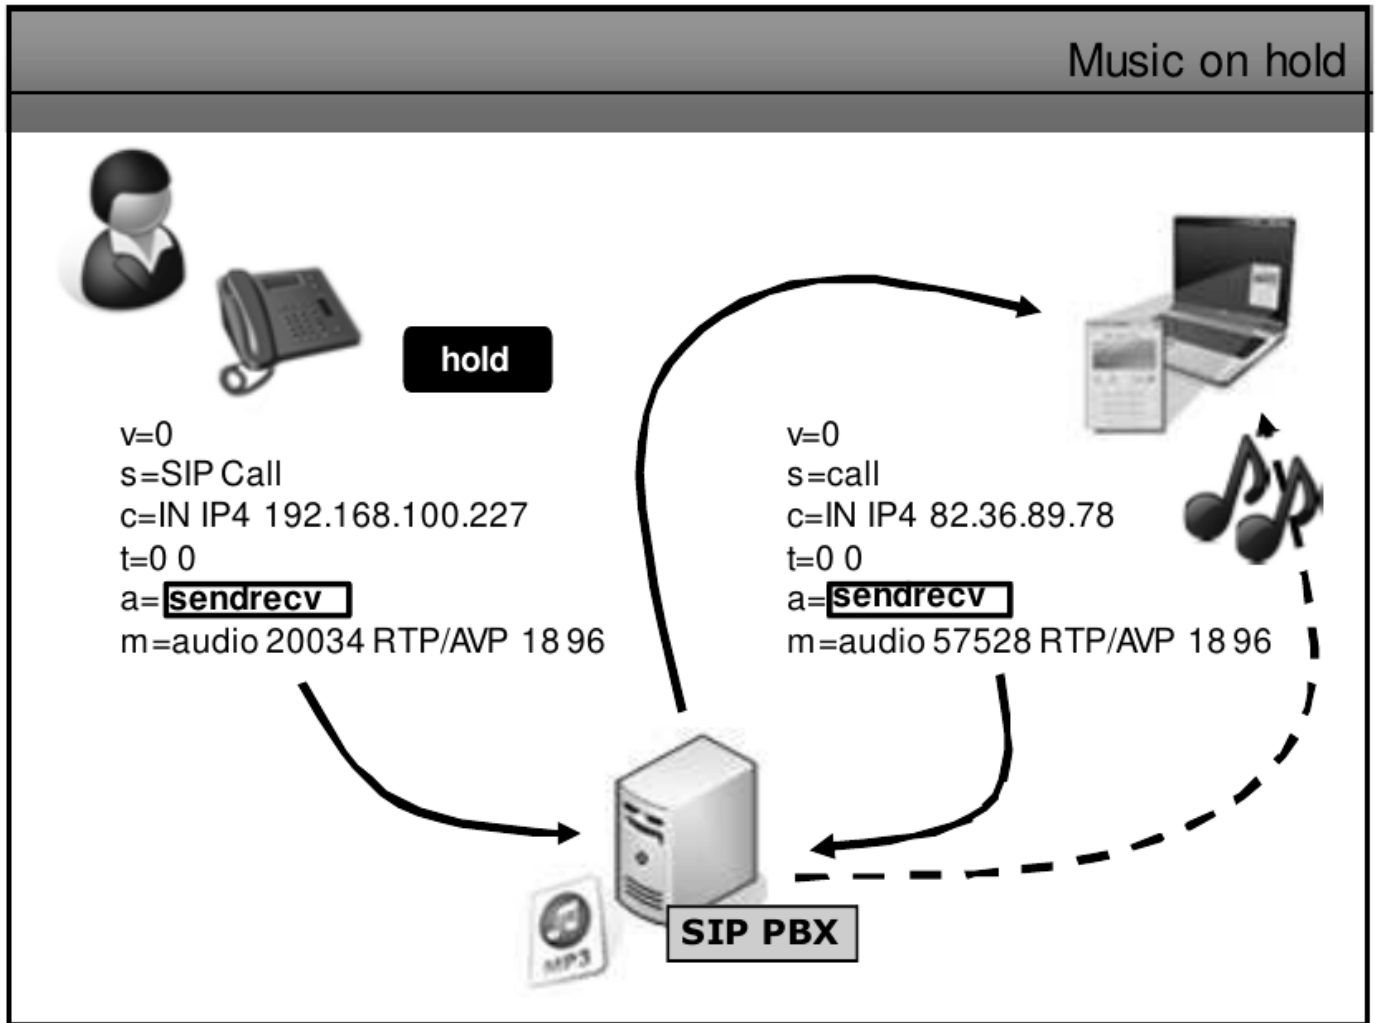 Music on hold
hold
v=0
s=SIP Call
c=IN IP4 192.168.100.227
t=0 0
a=sendrecv
m=audio 20034 RTP/AVP 18 96
v=0
s=call
c=IN IP4 82.36.89.78
t=0 0
a=sendrecv
m=audio 57528 RTP/AVP 18 96
MP3
SIP PBX